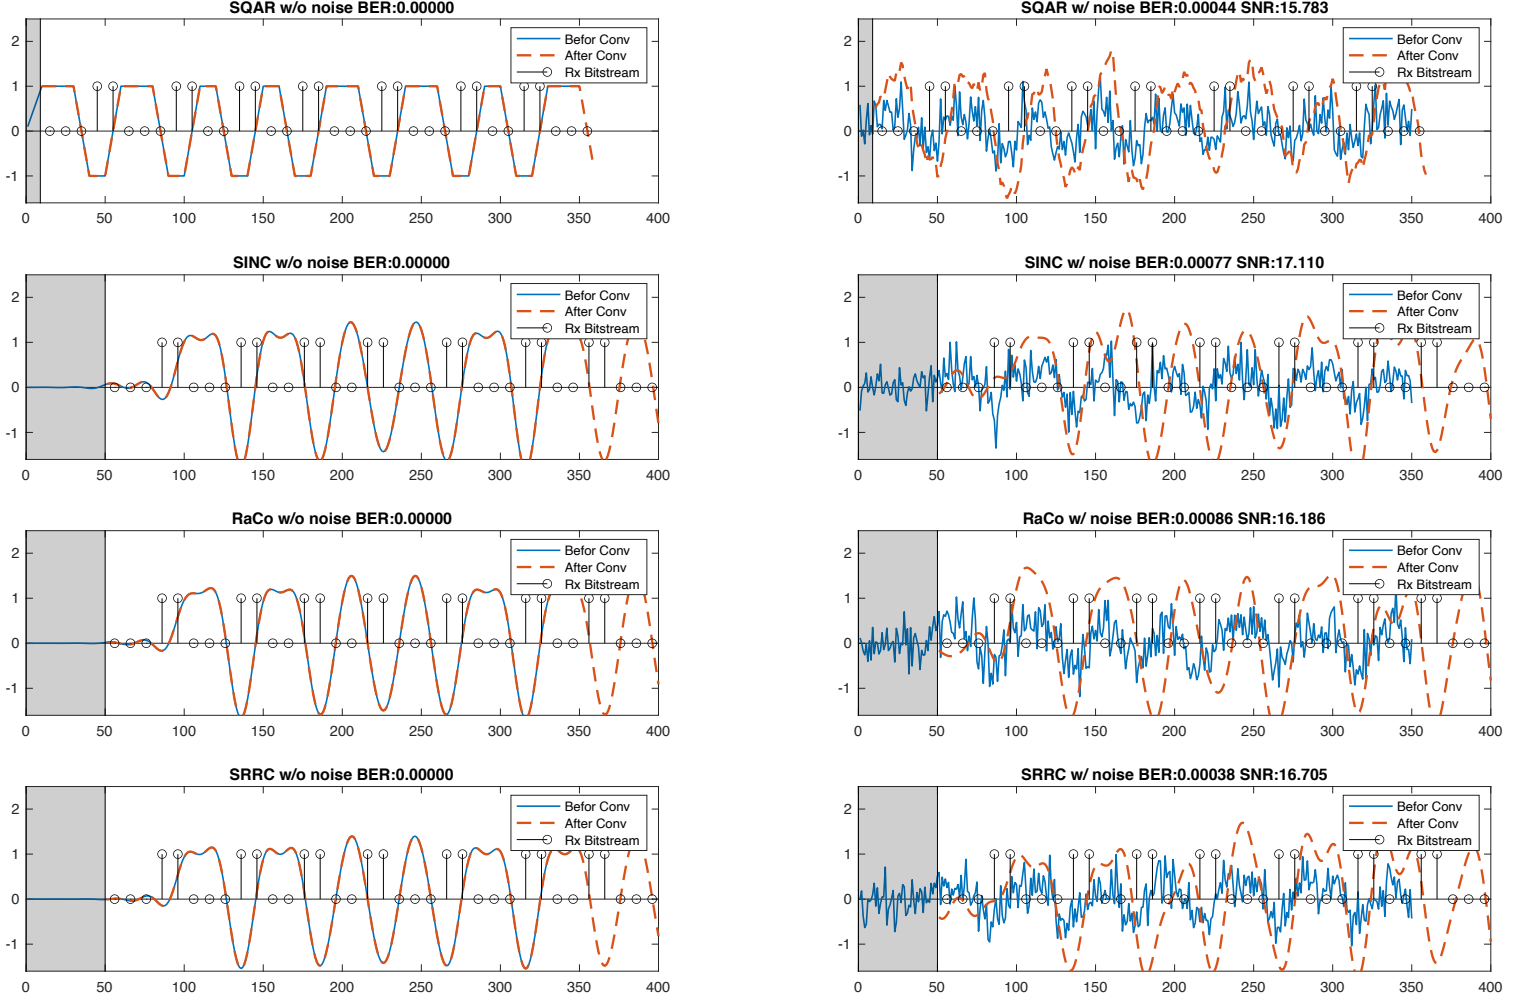 SQAR w/o noise BER:0.00000
2
1
0
-1
0 50 100 150 200 250 300 350 400
Befor Conv
After Conv
Rx Bitstream
SQAR w/ noise BER:0.00044 SNR:15.783
2
1
0
-1
0 50 100 150 200 250 300 350 400
Befor Conv
After Conv
Rx Bitstream
SINC w/o noise BER:0.00000
2
1
0
-1
0 50 100 150 200 250 300 350 400
Befor Conv
After Conv
Rx Bitstream
SINC w/ noise BER:0.00077 SNR:17.110
2
1
0
-1
0 50 100 150 200 250 300 350 400
Befor Conv
After Conv
Rx Bitstream
RaCo w/o noise BER:0.00000
2
1
0
-1
0 50 100 150 200 250 300 350 400
Befor Conv
After Conv
Rx Bitstream
RaCo w/ noise BER:0.00086 SNR:16.186
2
1
0
-1
0 50 100 150 200 250 300 350 400
Befor Conv
After Conv
Rx Bitstream
SRRC w/o noise BER:0.00000
2
1
0
-1
0 50 100 150 200 250 300 350 400
Befor Conv
After Conv
Rx Bitstream
SRRC w/ noise BER:0.00038 SNR:16.705
2
1
0
-1
0 50 100 150 200 250 300 350 400
Befor Conv
After Conv
Rx Bitstream